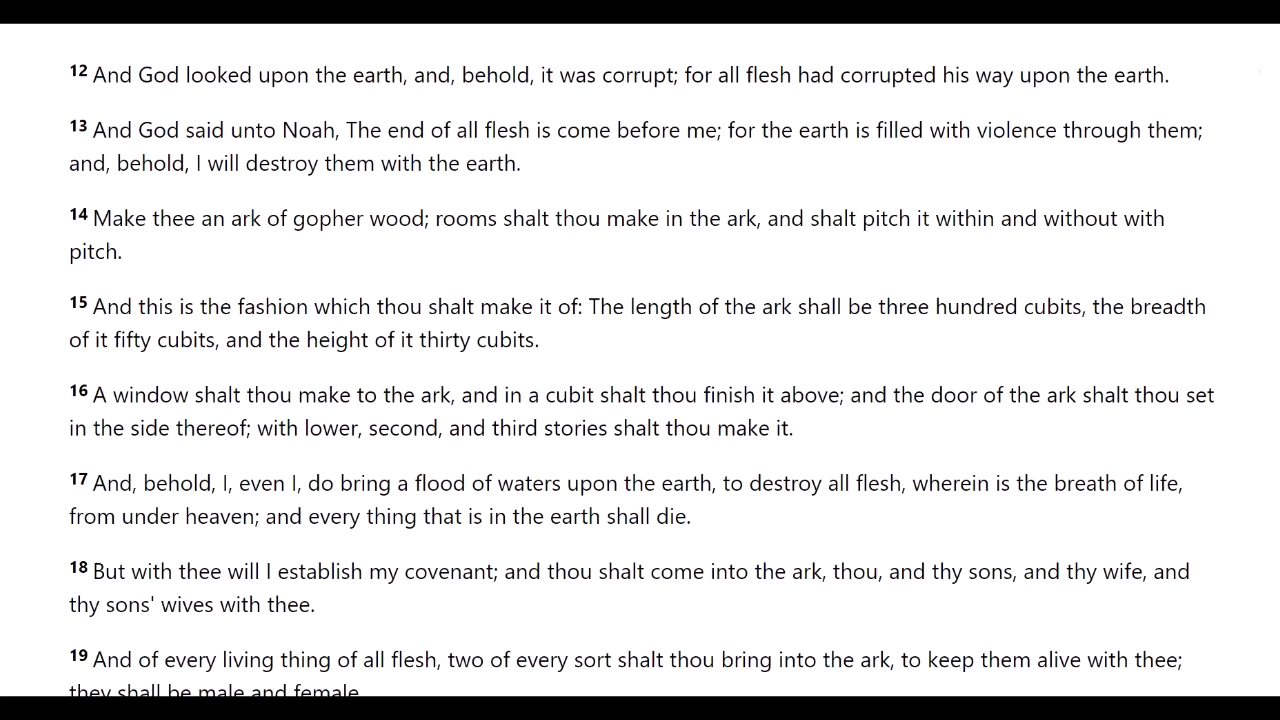 12 And God looked upon the earth, and, behold, it was corrupt; for all flesh had corrupted his way upon the earth.
13 And God said unto Noah, The end of all flesh is come before me; for the earth is filled with violence through them;
and, behold, I will destroy them with the earth.
14 Make thee an ark of gopher wood; rooms shalt thou make in the ark, and shalt pitch it within and without with
pitch.
15 And this is the fashion which thou shalt make it of: The length of the ark shall be three hundred cubits, the breadth
of it fifty cubits, and the height of it thirty cubits.
16 A window shalt thou make to the ark, and in a cubit shalt thou finish it above; and the door of the ark shalt thou set
in the side thereof; with lower, second, and third stories shalt thou make it.
17 And, behold, I, even I, do bring a flood of waters upon the earth, to destroy all flesh, wherein is the breath of life,
from under heaven; and every thing that is in the earth shall die.
18 But with thee will I establish my covenant; and thou shalt come into the ark, thou, and thy sons, and thy wife, and
thy sons' wives with thee.
19 And of every living thing of all flesh, two of every sort shalt thou bring into the ark, to keep them alive with thee;
they shall be male and female